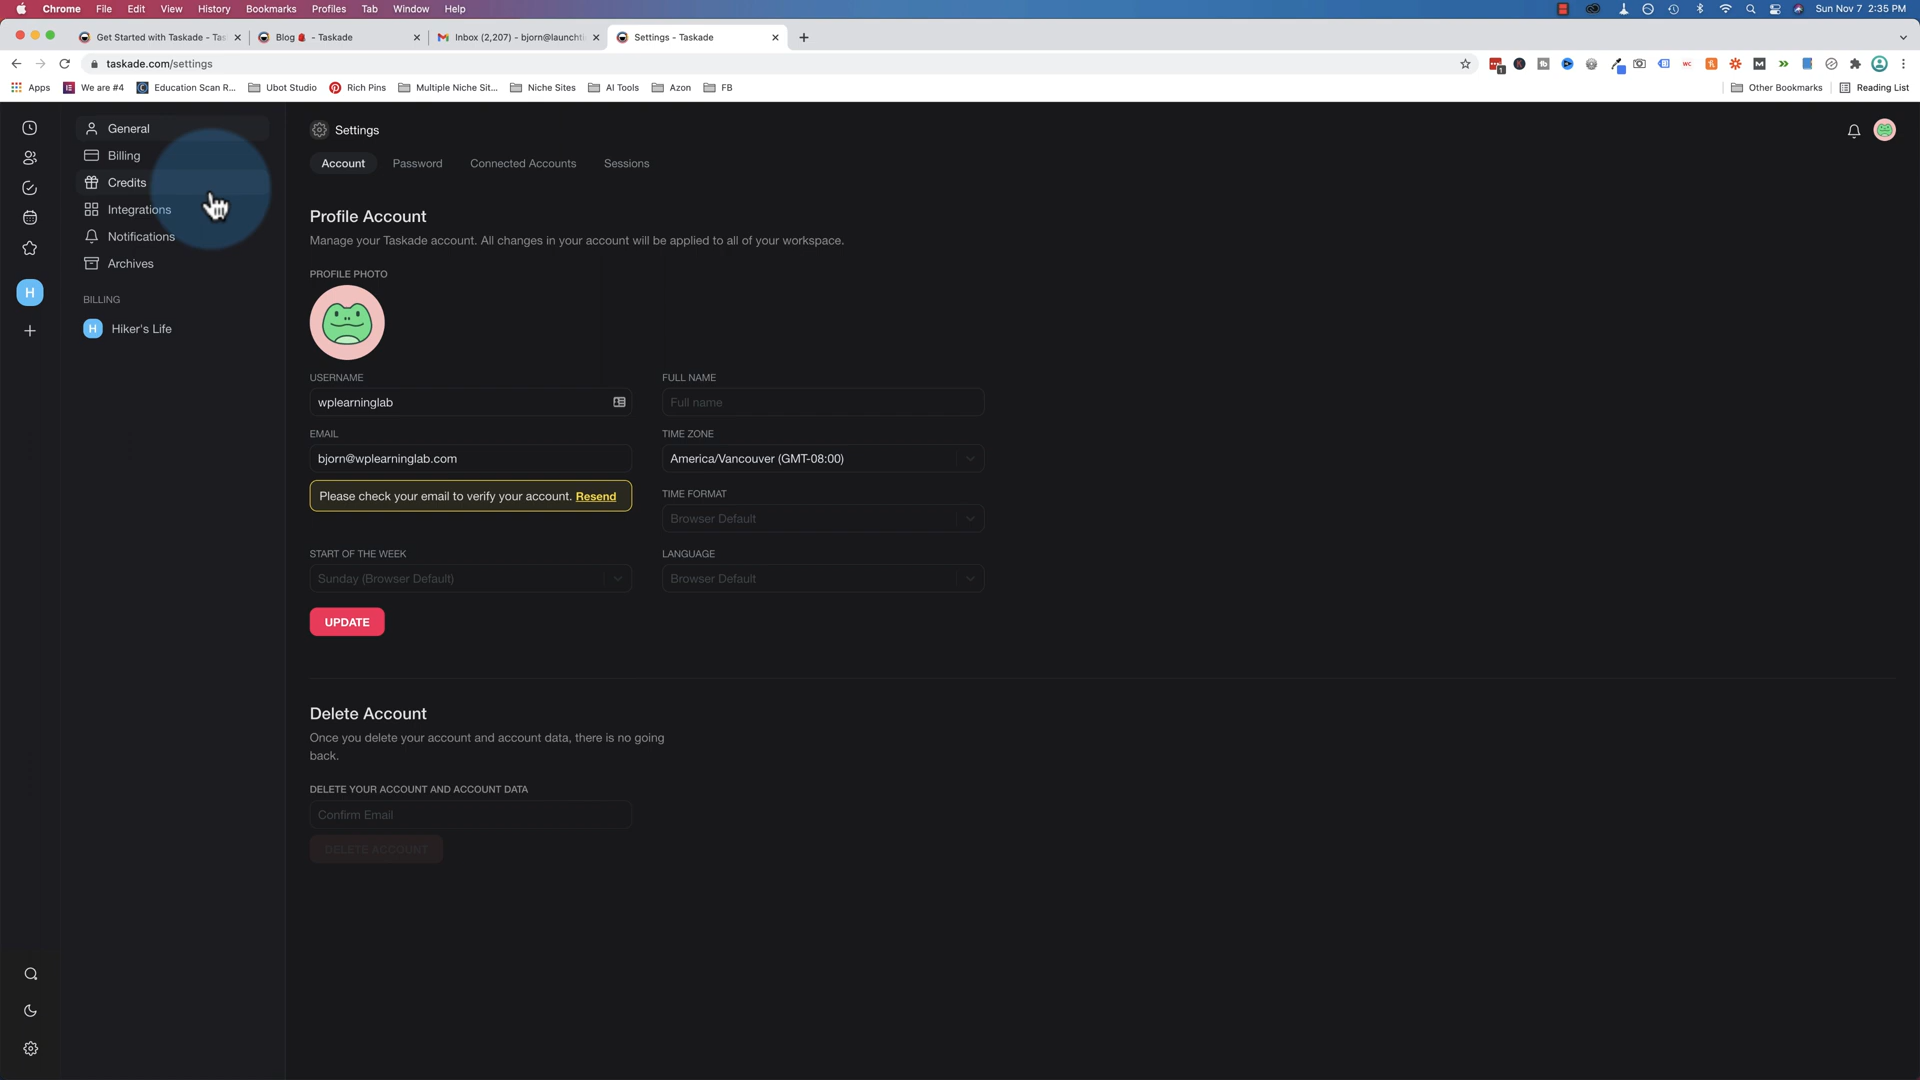 Chrome File Edit View History Bookmarks Profiles Tab Window Help Sun Nov 7 2:35 PM
Get Started with Taskade - Tas Blog - Taskade Inbox (2,207) - bjorn@launchti Settings - Taskade
taskade.com/settings
Apps We are #4 Education Scan R... Ubot Studio Rich Pins Multiple Niche Sit... Niche Sites AI Tools Azon FB Other Bookmarks Reading List
General
Billing
Credits
Integrations
Notifications
Archives
BILLING
H
H Hiker's Life
Settings
Account Password Connected Accounts Sessions
Profile Account
Manage your Taskade account. All changes in your account will be applied to all of your workspace.
PROFILE PHOTO
USERNAME
wplearninglab
FULL NAME
Full name
EMAIL
bjorn@wplearninglab.com
TIME ZONE
America/Vancouver (GMT-08:00)
Please check your email to verify your account. Resend
TIME FORMAT
Browser Default
START OF THE WEEK
Sunday (Browser Default)
LANGUAGE
Browser Default
UPDATE
Delete Account
Once you delete your account and account data, there is no going
back.
DELETE YOUR ACCOUNT AND ACCOUNT DATA
Confirm Email
DELETE ACCOUNT